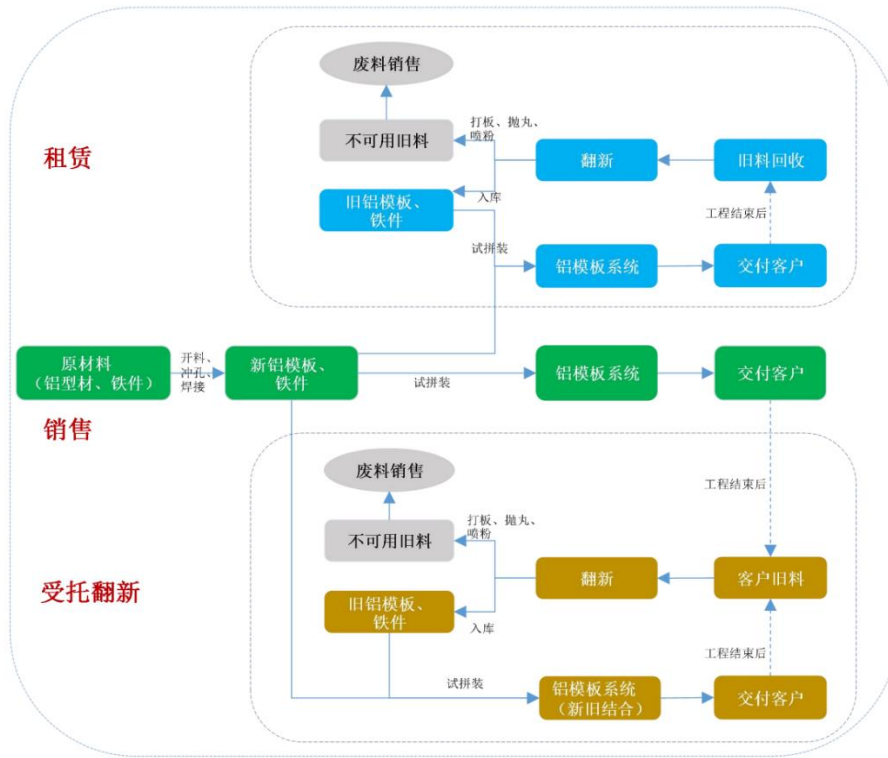 废料销售
打板、抛丸、
喷粉
不可用旧料
翻新
旧料回收
租赁
入库
旧铝模板、
铁件
工程结束后
试拼装
铝模板系统
交付客户
原材料
（铝型材、铁件）
开料、
冲孔、
焊接
新铝模板、
铁件
试拼装
铝模板系统
交付客户
销售
废料销售
工程结束后
打板、抛丸、
喷粉
不可用旧料
翻新
客户旧料
受托翻新
旧铝模板、
铁件
入库
工程结束后
试拼装
铝模板系统
（新旧结合）
交付客户